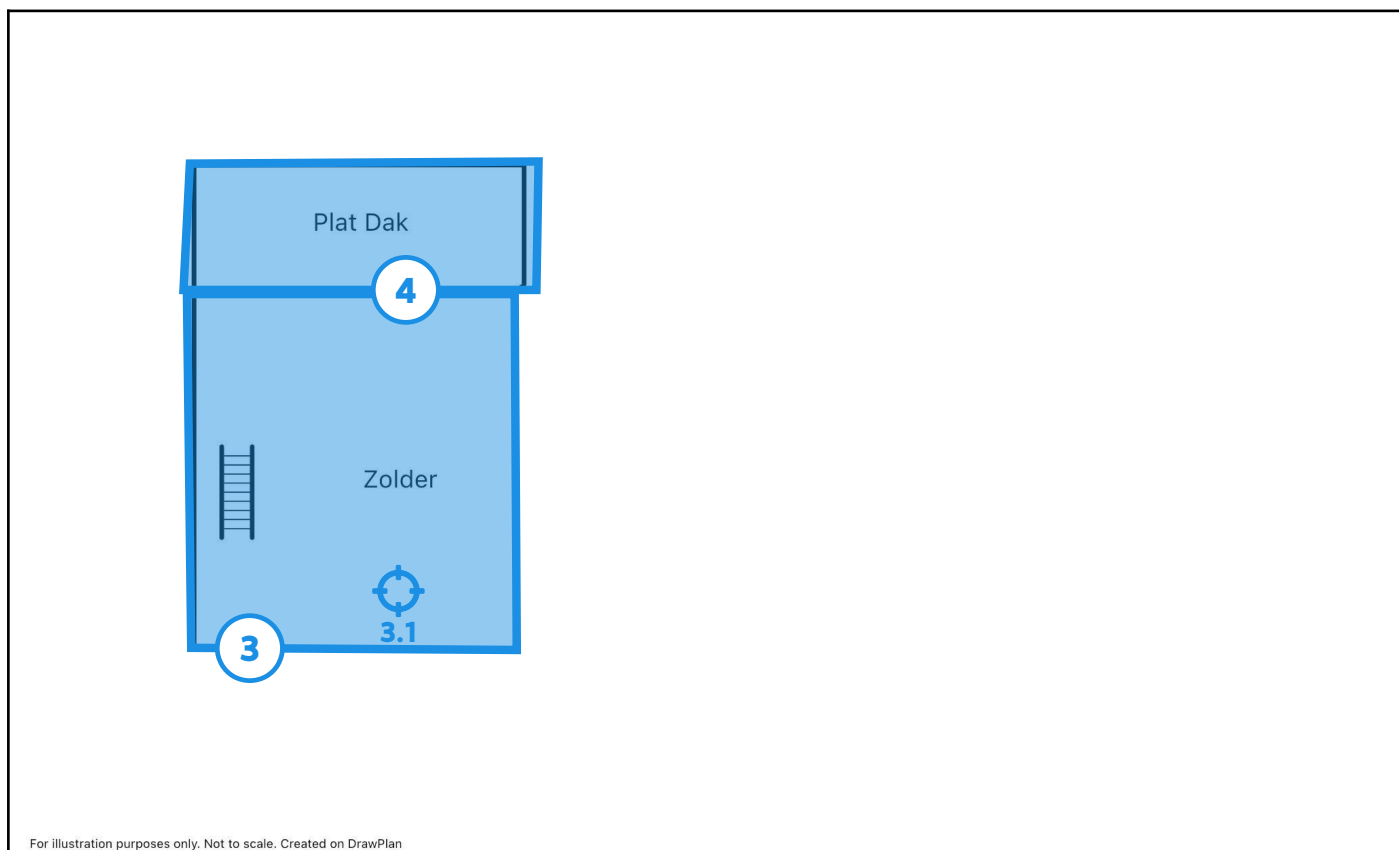 Plat Dak
4
Zolder
3.1
3
For illustration purposes only. Not to scale. Created on DrawPlan